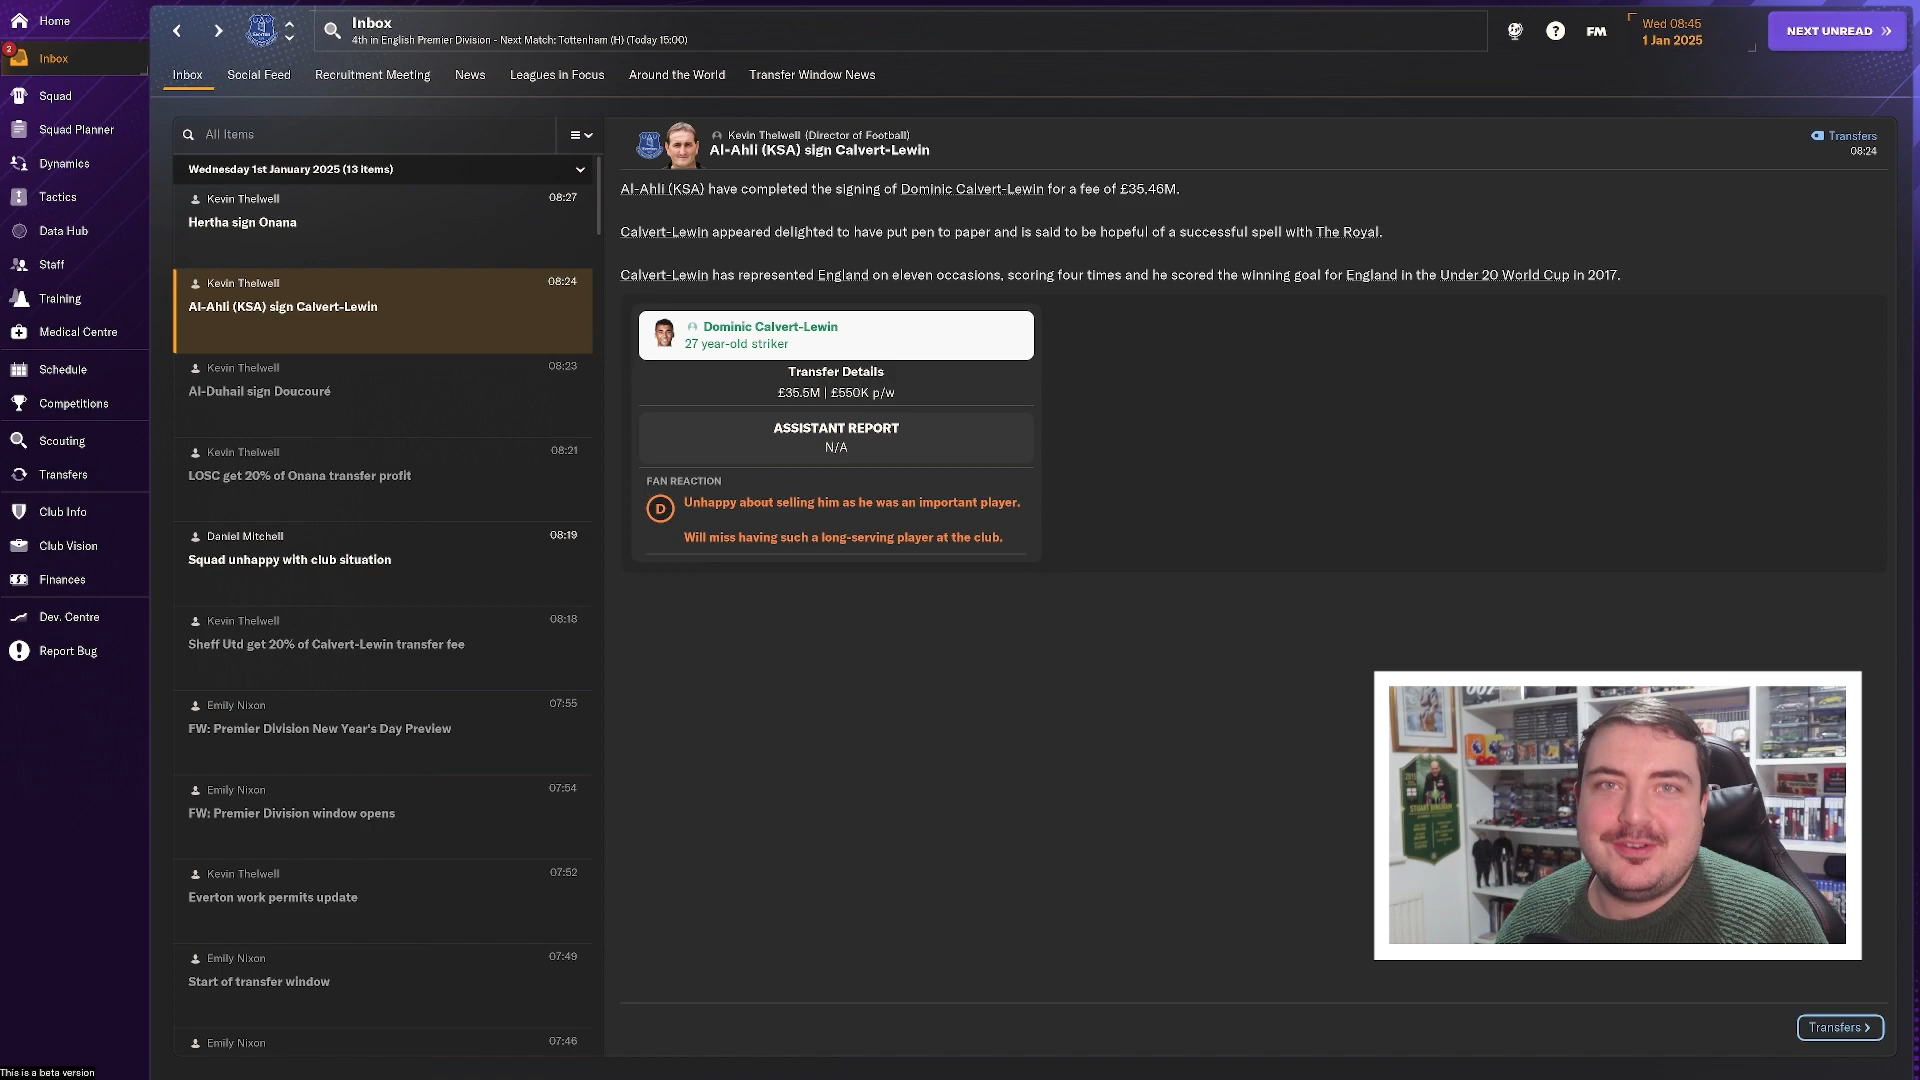 Home
2
Inbox
Squad
Squad Planner
Dynamics
Tactics
Data Hub
Staff
Training
Medical Centre
Schedule
Competitions
Scouting
Transfers
Club Info
Club Vision
Finances
Dev. Centre
Report Bug
This is a beta version
Inbox
4th in English Premier Division - Next Match: Tottenham (H) (Today 15:00)
FM
Wed 08:45
1 Jan 2025
NEXT UNREAD
Inbox
Social Feed
Recruitment Meeting
News
Leagues in Focus
Around the World
Transfer Window News
All Items
Wednesday 1st January 2025 (13 items)
Kevin Thelwell 08:27
Hertha sign Onana
Kevin Thelwell 08:24
Al-Ahli (KSA) sign Calvert-Lewin
Kevin Thelwell 08:23
Al-Duhail sign Doucouré
Kevin Thelwell 08:21
LOSC get 20% of Onana transfer profit
Daniel Mitchell 08:19
Squad unhappy with club situation
Kevin Thelwell 08:18
Sheff Utd get 20% of Calvert-Lewin transfer fee
Emily Nixon 07:55
FW: Premier Division New Year's Day Preview
Emily Nixon 07:54
FW: Premier Division window opens
Kevin Thelwell 07:52
Everton work permits update
Emily Nixon 07:49
Start of transfer window
Emily Nixon 07:46
Kevin Thelwell (Director of Football)
Al-Ahli (KSA) sign Calvert-Lewin
Transfers
08:24
Al-Ahli (KSA) have completed the signing of Dominic Calvert-Lewin for a fee of £35.46M.
Calvert-Lewin appeared delighted to have put pen to paper and is said to be hopeful of a successful spell with The Royal.
Calvert-Lewin has represented England on eleven occasions, scoring four times and he scored the winning goal for England in the Under 20 World Cup in 2017.
Dominic Calvert-Lewin
27 year-old striker
Transfer Details
£35.5M | £550K p/w
ASSISTANT REPORT
N/A
FAN REACTION
D
Unhappy about selling him as he was an important player.
Will miss having such a long-serving player at the club.
007
STUART BINGHAM
Transfers